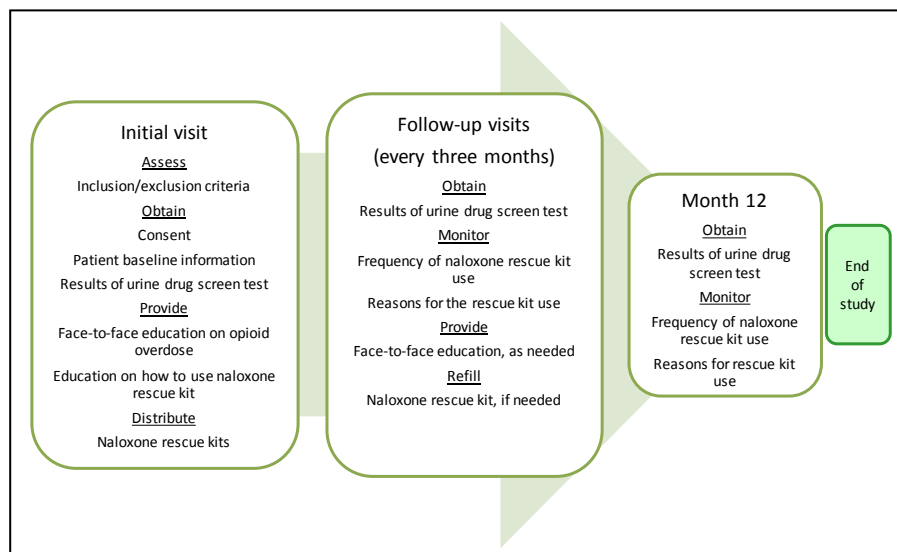 Initial visit
Assess
Inclusion/exclusion criteria
Obtain
Consent
Patient baseline information
Results of urine drug screen test
Provide
Face-to-face education on opioid
overdose
Education on how to use naloxone
rescue kit
Distribute
Naloxone rescue kits
Follow-up visits
(every three months)
Obtain
Results of urine drug screen test
Monitor
Frequency of naloxone rescue kit
use
Reasons for the rescue kit use
Provide
Face-to-face education, as needed
Refill
Naloxone rescue kit, if needed
Month 12
Obtain
Results of urine drug
screen test
Monitor
Frequency of naloxone
rescue kit use
Reasons for rescue kit
use
End
of
study